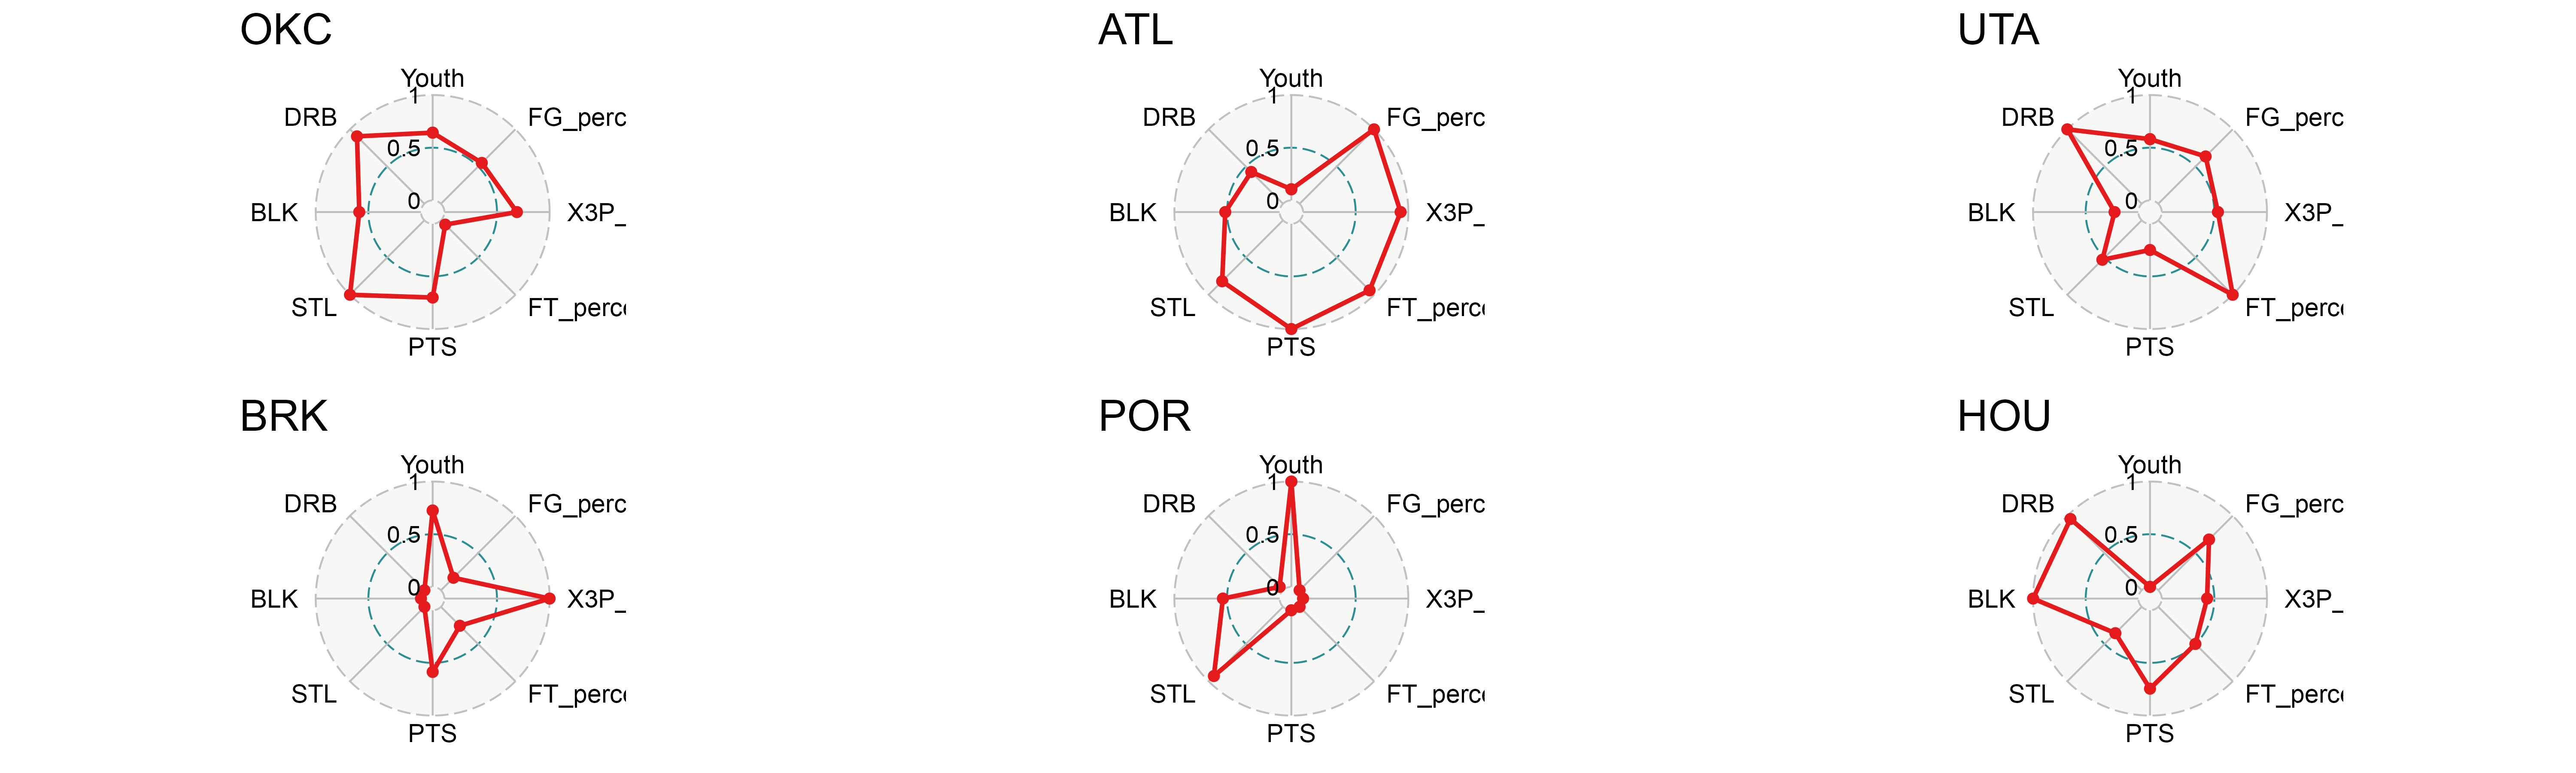 OKC
Youth
1
DRB
FG_perc
0.5
BLK
0
X3P_
STL
FT_perc
PTS
ATL
Youth
1
DRB
FG_perc
0.5
BLK
0
X3P_
STL
FT_perc
PTS
UTA
Youth
1
DRB
FG_perc
0.5
BLK
0
X3P_
STL
FT_perc
PTS
BRK
Youth
1
DRB
FG_perc
0.5
BLK
0
X3P_
STL
FT_perc
PTS
POR
Youth
1
DRB
FG_perc
0.5
BLK
0
X3P_
STL
FT_perc
PTS
HOU
Youth
1
DRB
FG_perc
0.5
BLK
0
X3P_
STL
FT_perc
PTS